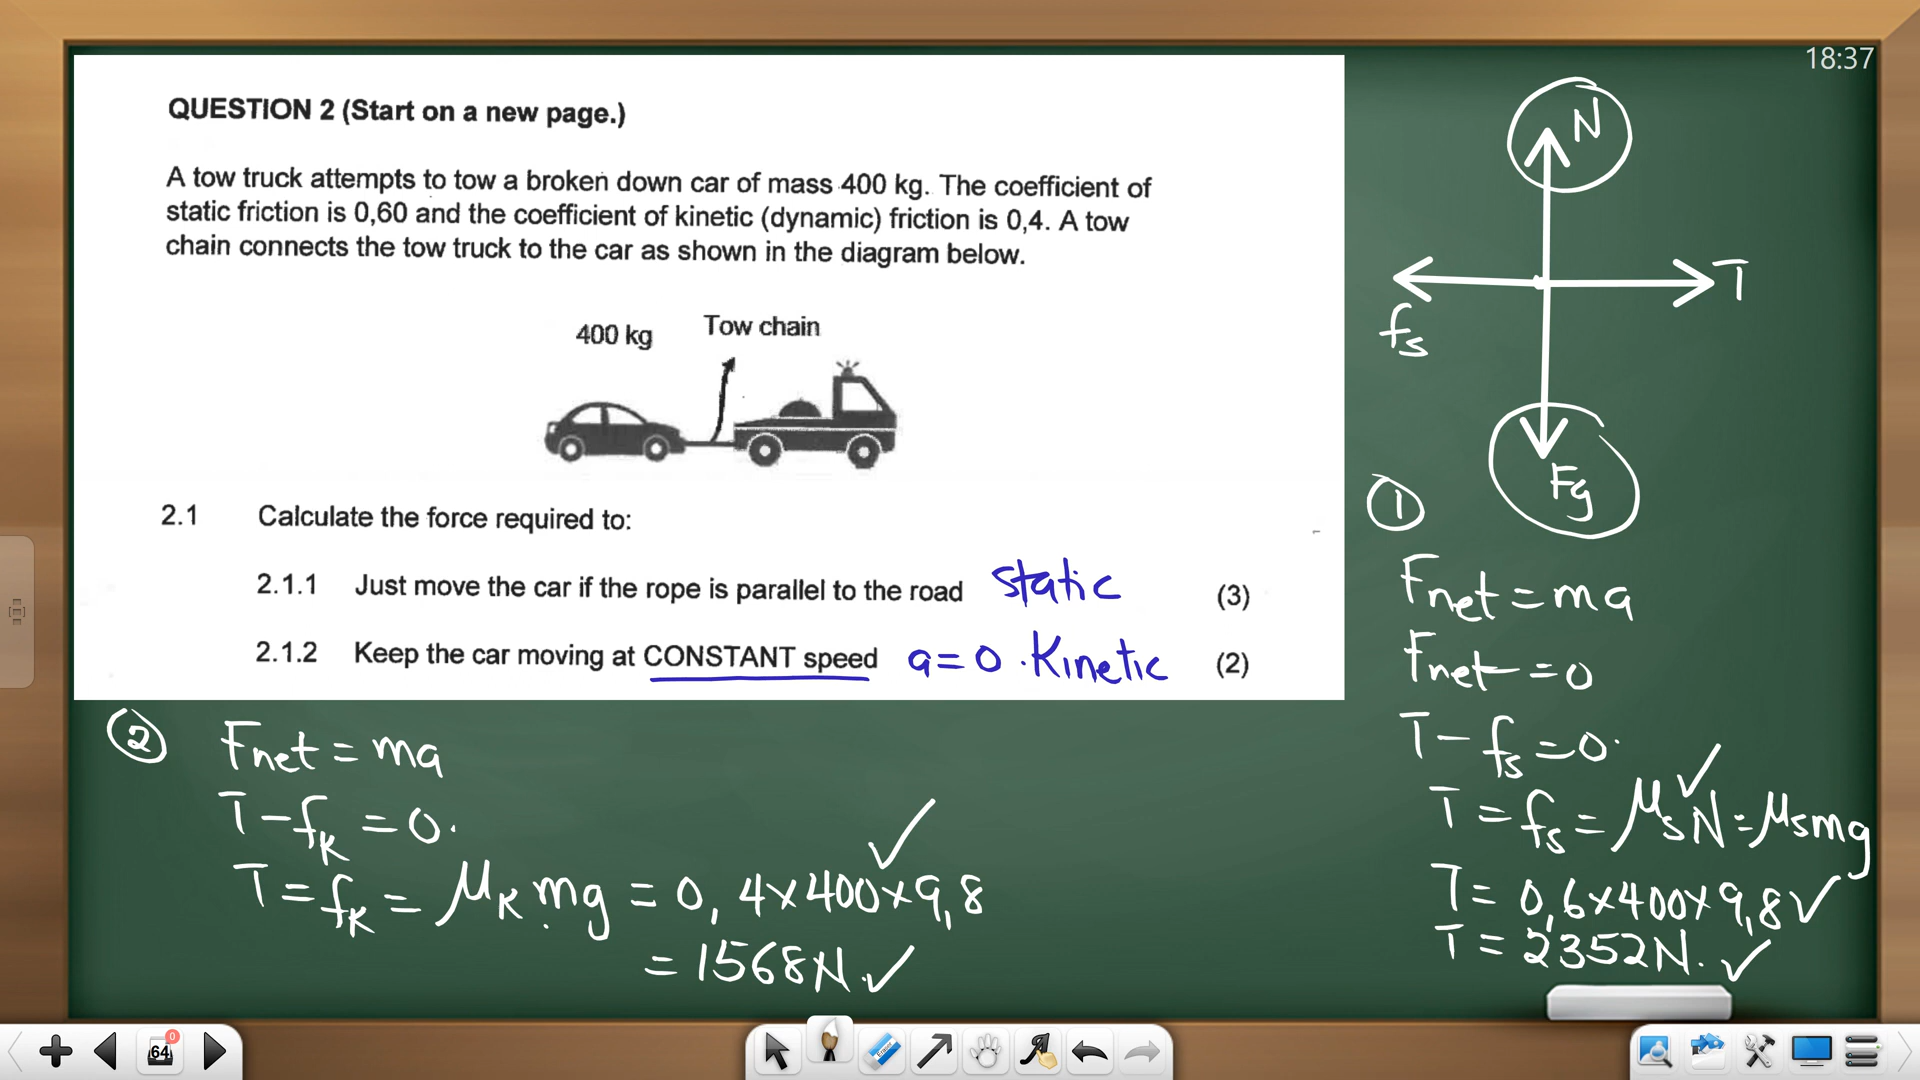 18:37
QUESTION 2 (Start on a new page.)
A tow truck attempts to tow a broken down car of mass 400 kg. The coefficient of
static friction is 0,60 and the coefficient of kinetic (dynamic) friction is 0,4. A tow
chain connects the tow truck to the car as shown in the diagram below.
400 kg
Tow chain
2.1 Calculate the force required to:
2.1.1 Just move the car if the rope is parallel to the road static (3)
2.1.2 Keep the car moving at CONSTANT speed a = 0 . Kinetic (2)
N
T
fs
Fg
①
Fnet = ma
Fnet = 0
T - fs = 0.
T = fs = μsN = μsmg
T = 0,6×400×9,8 ✓
T = 2352N. ✓
②
Fnet = ma
T - fk = 0.
T = fk = μk mg = 0,4×400×9,8
= 1568N. ✓
64
0
Eraser